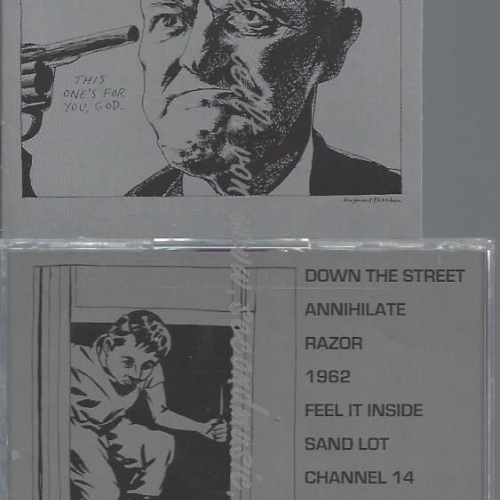 THIS
ONE'S FOR
YOU, GOD.
Raymond Pettibon
DOWN THE STREET
ANNIHILATE
RAZOR
1962
FEEL IT INSIDE
SAND LOT
CHANNEL 14